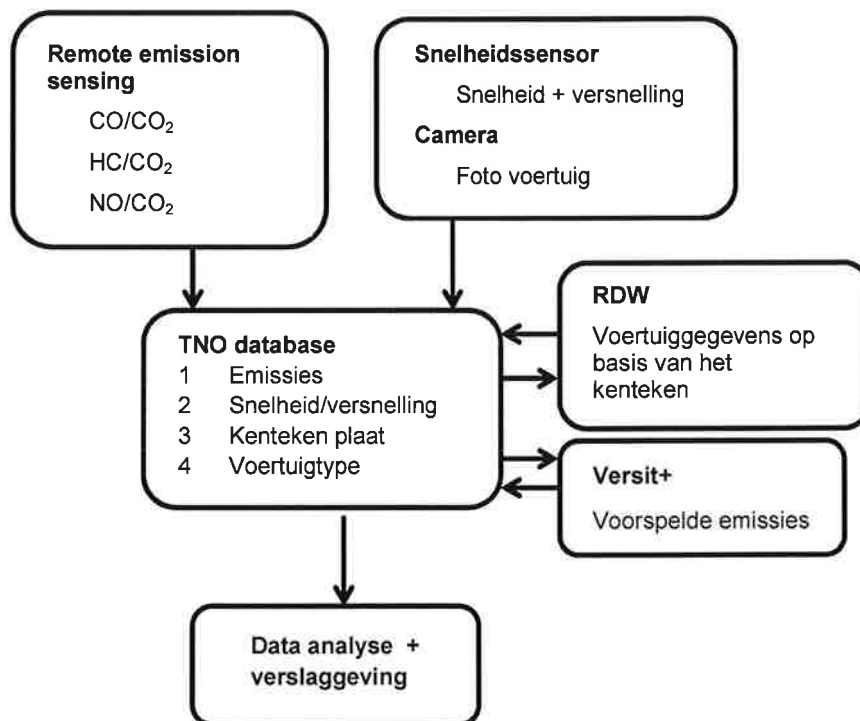 Remote emission
sensing
CO/CO₂
HC/CO₂
NO/CO₂
Snelheidssensor
Snelheid + versnelling
Camera
Foto voertuig
RDW
Voertuiggegevens op
basis van het
kenteken
TNO database
1 Emissies
2 Snelheid/versnelling
3 Kenteken plaat
4 Voertuigtype
Versit+
Voorspelde emissies
Data analyse +
verslaggeving